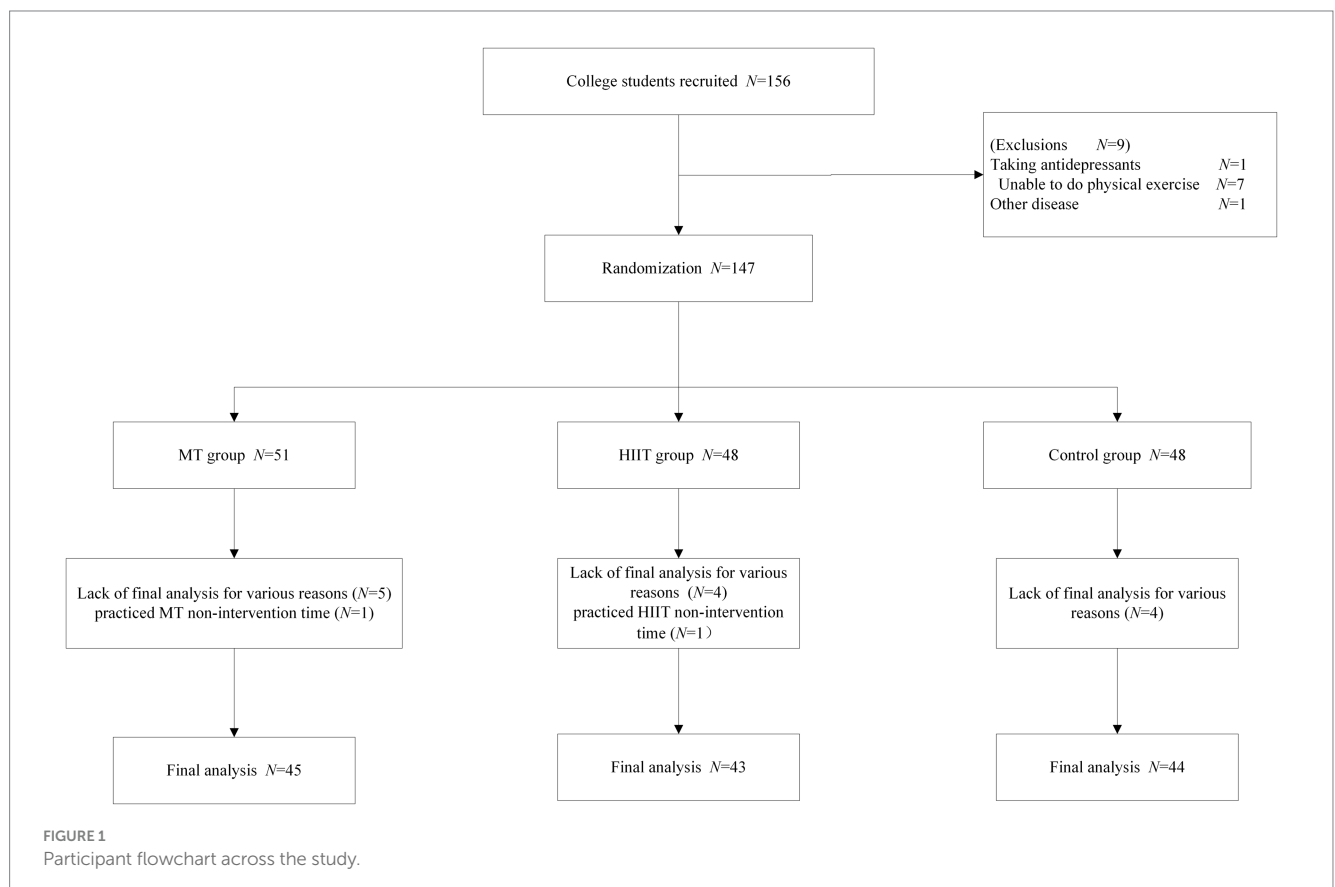 College students recruited N=156
(Exclusions N=9)
Taking antidepressants N=1
Unable to do physical exercise N=7
Other disease N=1
Randomization N=147
MT group N=51
HIIT group N=48
Control group N=48
Lack of final analysis for various reasons (N=5)
practiced MT non-intervention time (N=1)
Lack of final analysis for various
reasons (N=4)
practiced HIIT non-intervention
time (N=1）
Lack of final analysis for various
reasons (N=4)
Final analysis N=45
Final analysis N=43
Final analysis N=44
FIGURE 1
Participant flowchart across the study.